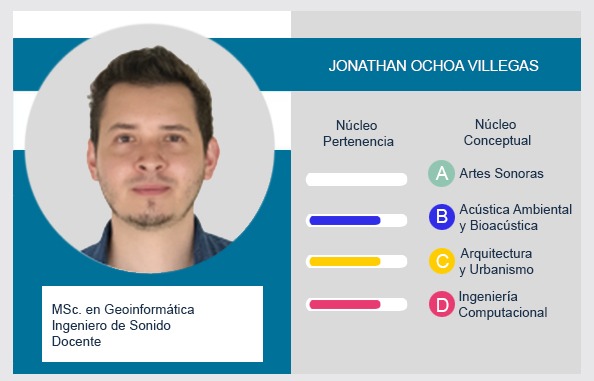 JONATHAN OCHOA VILLEGAS
Núcleo
Pertenencia
Núcleo
Conceptual
A Artes Sonoras
B Acústica Ambiental
y Bioacústica
C Arquitectura
y Urbanismo
D Ingeniería
Computacional
MSc. en Geoinformática
Ingeniero de Sonido
Docente